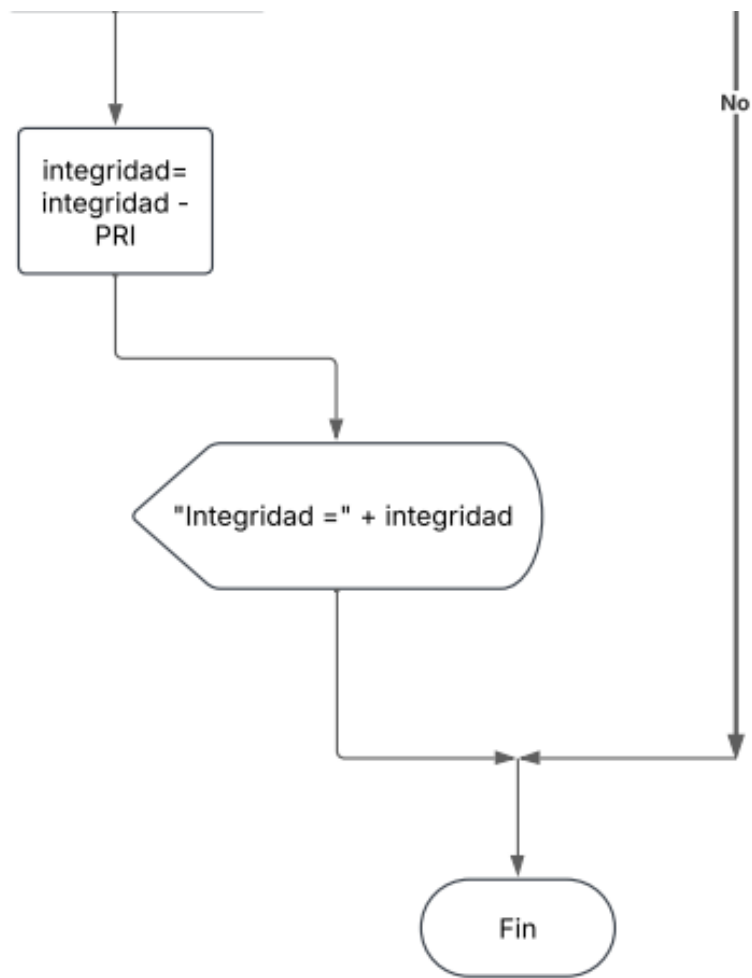 No
integridad=
integridad -
PRI
"Integridad =" + integridad
Fin